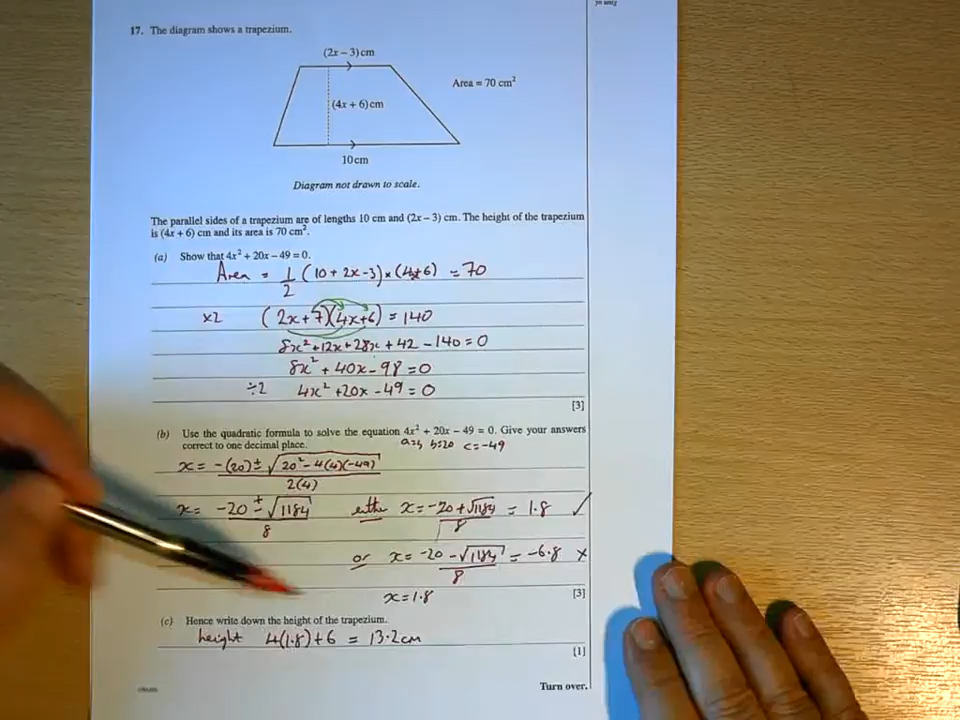 17. The diagram shows a trapezium.
(2x – 3) cm
Area = 70 cm²
(4x + 6) cm
10 cm
Diagram not drawn to scale.
The parallel sides of a trapezium are of lengths 10 cm and (2x – 3) cm. The height of the trapezium
is (4x + 6) cm and its area is 70 cm².
(a) Show that 4x² + 20x – 49 = 0.
Area = 1/2 (10 + 2x - 3) × (4x+6) = 70
×2 (2x + 7)(4x+6) = 140
8x² + 12x + 28x + 42 - 140 = 0
8x² + 40x - 98 = 0
÷2 4x² + 20x - 49 = 0
[3]
(b) Use the quadratic formula to solve the equation 4x² + 20x – 49 = 0. Give your answers
correct to one decimal place.
a=4 b=20 c=-49
x = -(20) ± √20² - 4(4)(-49) / 2(4)
x = -20 ± √1184 / 8 either x = -20 + √1184 / 8 = 1.8 ✓
or x = -20 - √1184 / 8 = -6.8 ×
x = 1.8
[3]
(c) Hence write down the height of the trapezium.
height 4(1.8) + 6 = 13.2cm
[1]
Turn over.